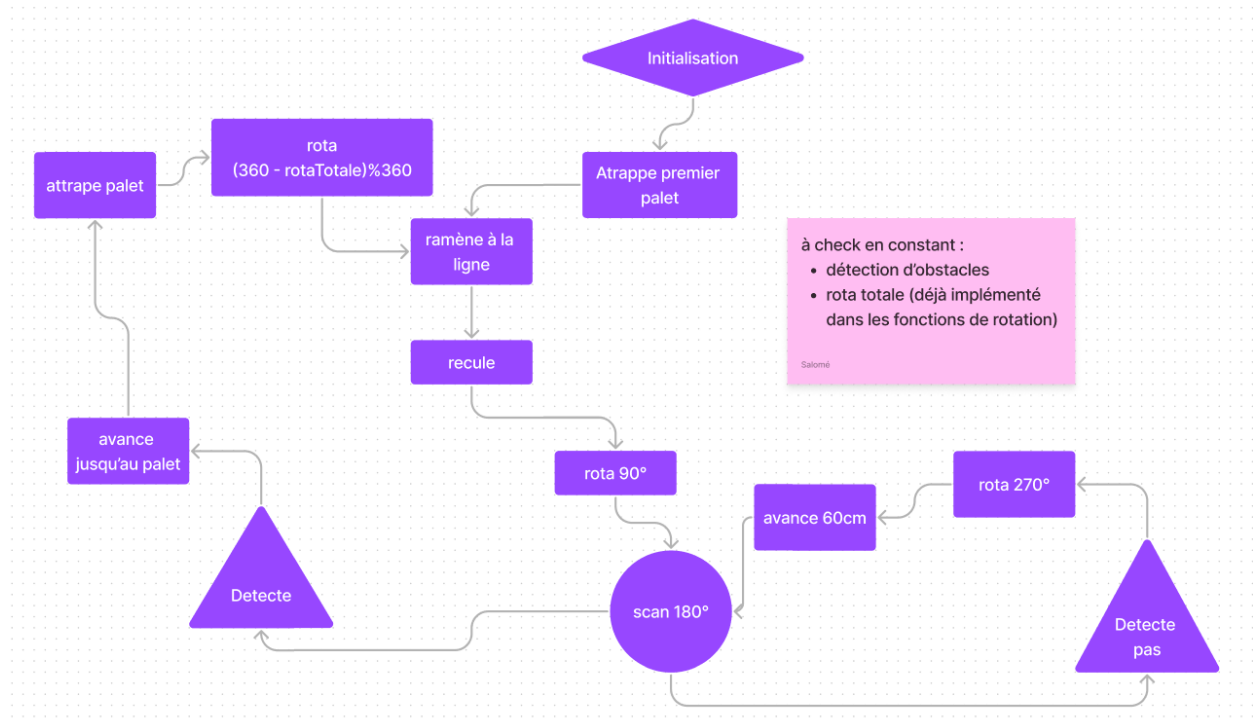 Initialisation
rota
(360 - rotaTotale)%360
attrape palet
Atrappe premier
palet
ramène à la
ligne
à check en constant :
• détection d'obstacles
• rota totale (déjà implémenté
dans les fonctions de rotation)
Salomé
recule
avance
jusqu'au palet
rota 90°
rota 270°
avance 60cm
Detecte
scan 180°
Detecte
pas